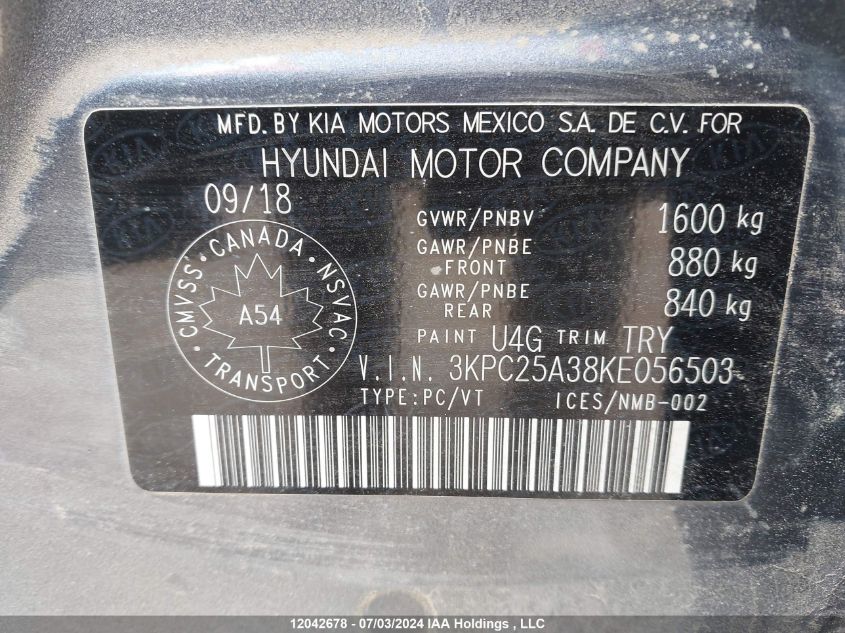 MFD. BY KIA MOTORS MEXICO S.A. DE C.V. FOR
HYUNDAI MOTOR COMPANY
09/18
GVWR/PNBV 1600 kg
GAWR/PNBE FRONT 880 kg
GAWR/PNBE REAR 840 kg
CANADA
CMVSS NSVAC
A54
TRANSPORT
PAINT U4G TRIM TRY
V.I.N. 3KPC25A38KE056503
TYPE:PC/VT ICES/NMB-002
12042678 - 07/03/2024 IAA Holdings , LLC